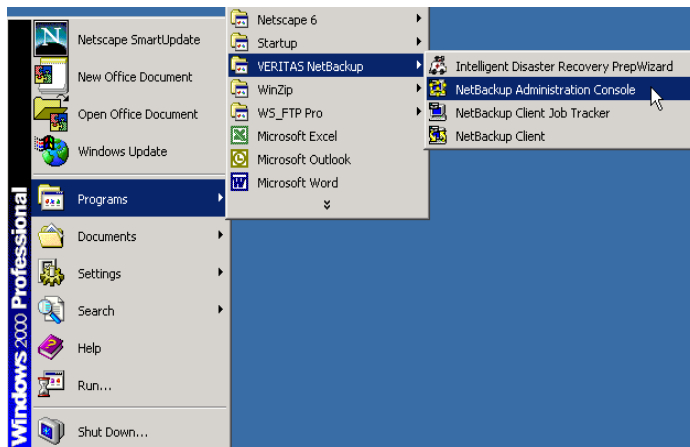 Netscape SmartUpdate
New Office Document
Open Office Document
Windows Update
Programs
Documents
Settings
Search
Help
Run...
Shut Down...
Windows 2000 Professional
Netscape 6
Startup
VERITAS NetBackup
WinZip
WS_FTP Pro
Microsoft Excel
Microsoft Outlook
Microsoft Word
Intelligent Disaster Recovery PrepWizard
NetBackup Administration Console
NetBackup Client Job Tracker
NetBackup Client